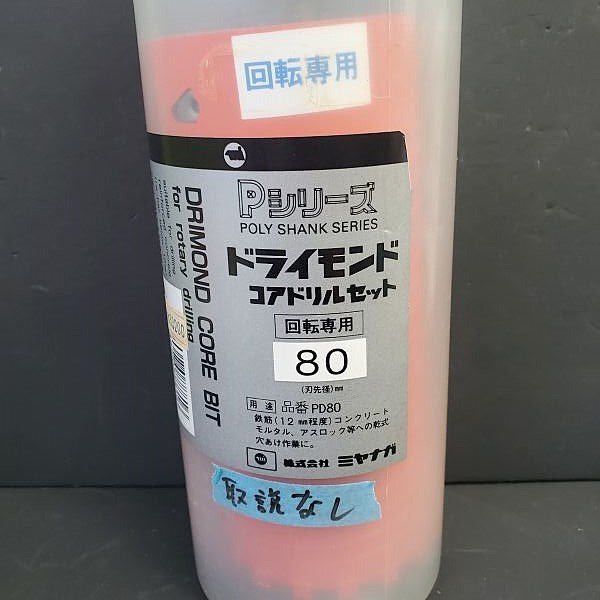 回転専用
Pシリーズ
POLY SHANK SERIES
ドライモンド
コアドリルセット
回転専用
80
(刃先径)mm
用途 品番 PD80
鉄筋(12mm程度)コンクリート
モルタル、アスロック等への乾式
穴あけ作業に。
株式会社 ミヤナガ
取説なし
DRIMOND CORE BIT
for rotary drilling